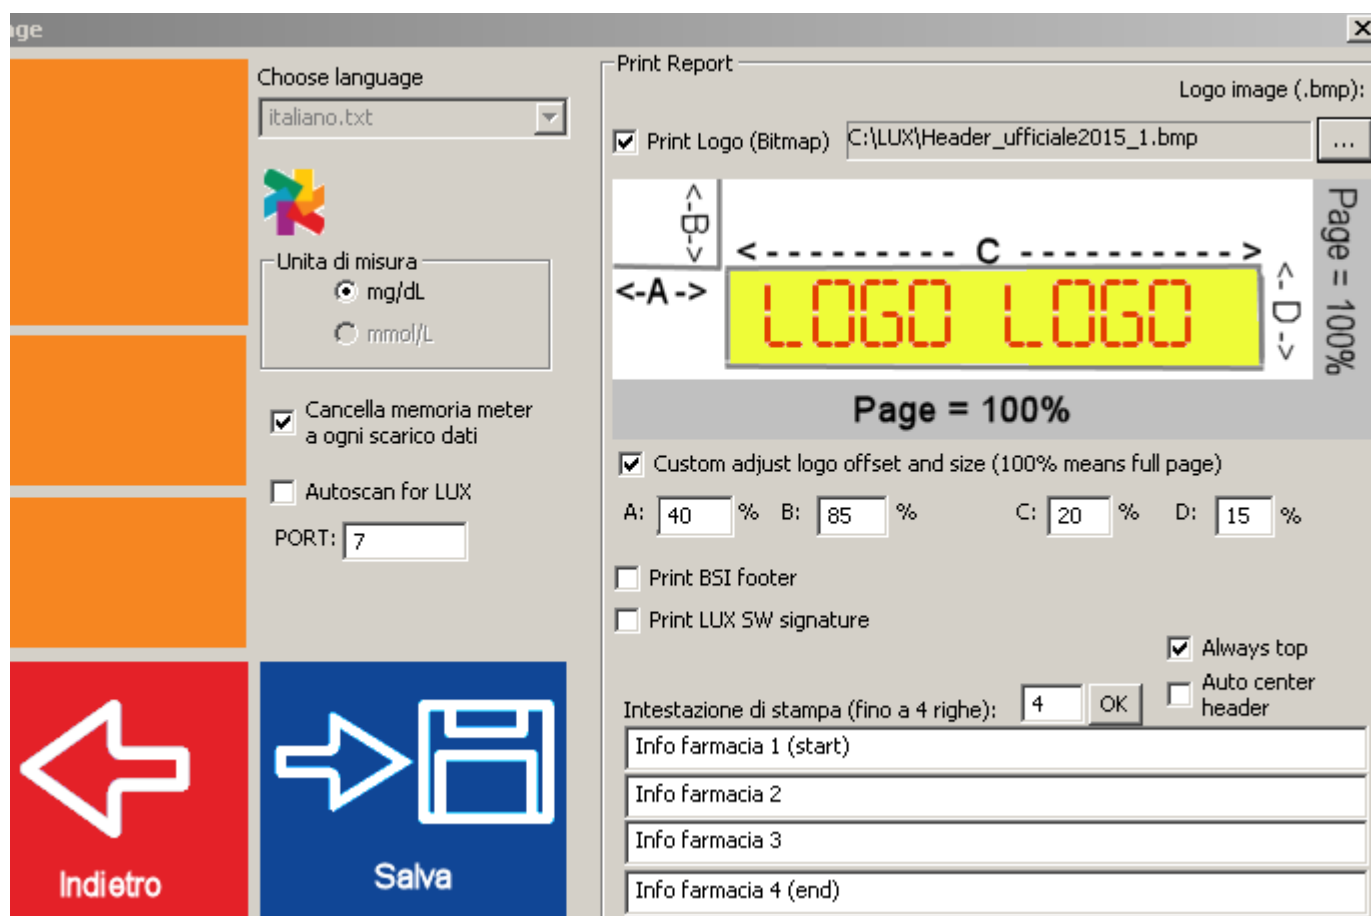 ge
Choose language
italiano.txt
Unita di misura
mg/dL
mmol/L
Cancella memoria meter
a ogni scarico dati
Autoscan for LUX
PORT: 7
Indietro
Salva
Print Report
Logo image (.bmp):
Print Logo (Bitmap) C:\LUX\Header_ufficiale2015_1.bmp ...
<-B->
<- - - - - - - - - C - - - - - - - - - ->
<-A->
LOGO LOGO
<-D->
Page = 100%
Page = 100%
Custom adjust logo offset and size (100% means full page)
A: 40 % B: 85 % C: 20 % D: 15 %
Print BSI footer
Print LUX SW signature
Always top
Auto center
header
Intestazione di stampa (fino a 4 righe): 4 OK
Info farmacia 1 (start)
Info farmacia 2
Info farmacia 3
Info farmacia 4 (end)